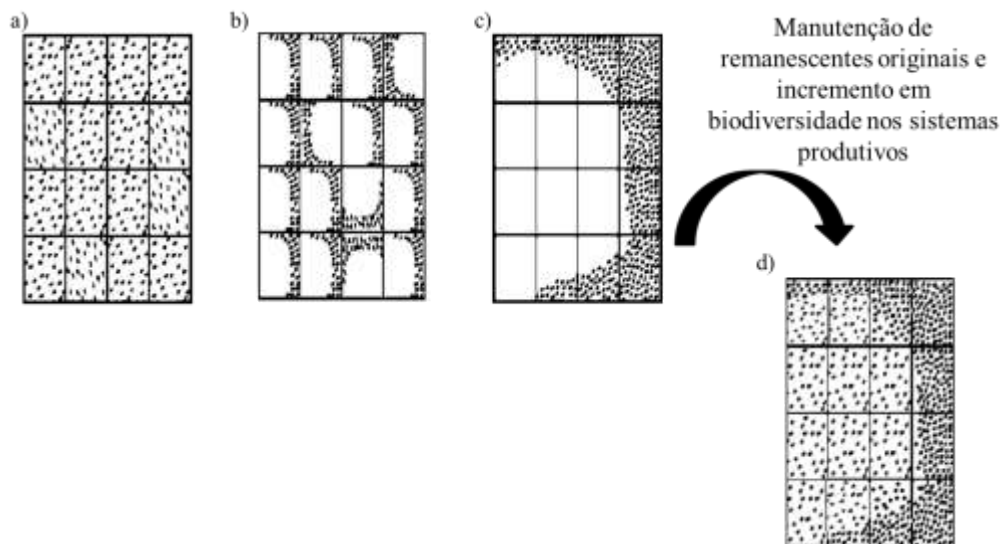 a)
b)
c)
Manutenção de
remanescentes originais e
incremento em
biodiversidade nos sistemas
produtivos
d)